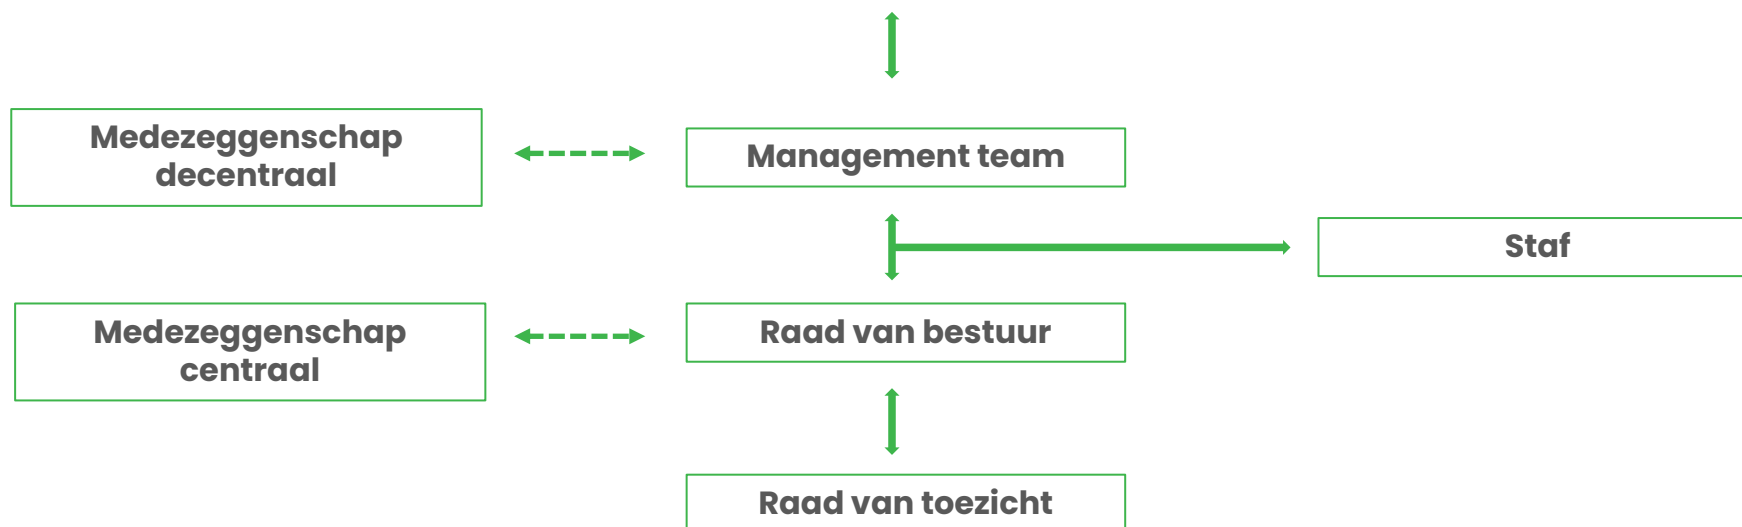 Medezeggenschap
decentraal
Management team
Staf
Medezeggenschap
centraal
Raad van bestuur
Raad van toezicht